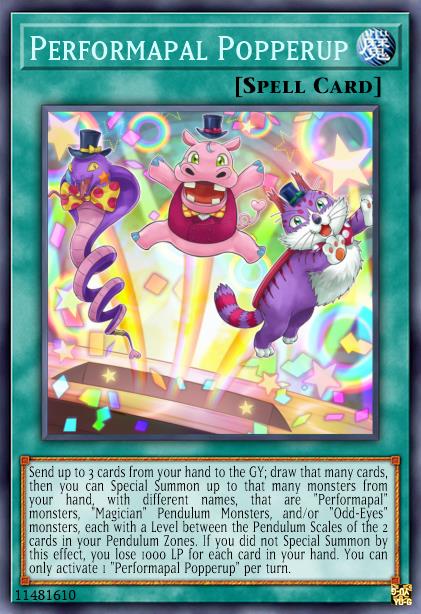 Performapal Popperup 魔
[Spell Card]
Send up to 3 cards from your hand to the GY; draw that many cards,
then you can Special Summon up to that many monsters from
your hand, with different names, that are "Performapal"
monsters, "Magician" Pendulum Monsters, and/or "Odd-Eyes"
monsters, each with a Level between the Pendulum Scales of the 2
cards in your Pendulum Zones. If you did not Special Summon by
this effect, you lose 1000 LP for each card in your hand. You can
only activate 1 "Performapal Popperup" per turn.
11481610